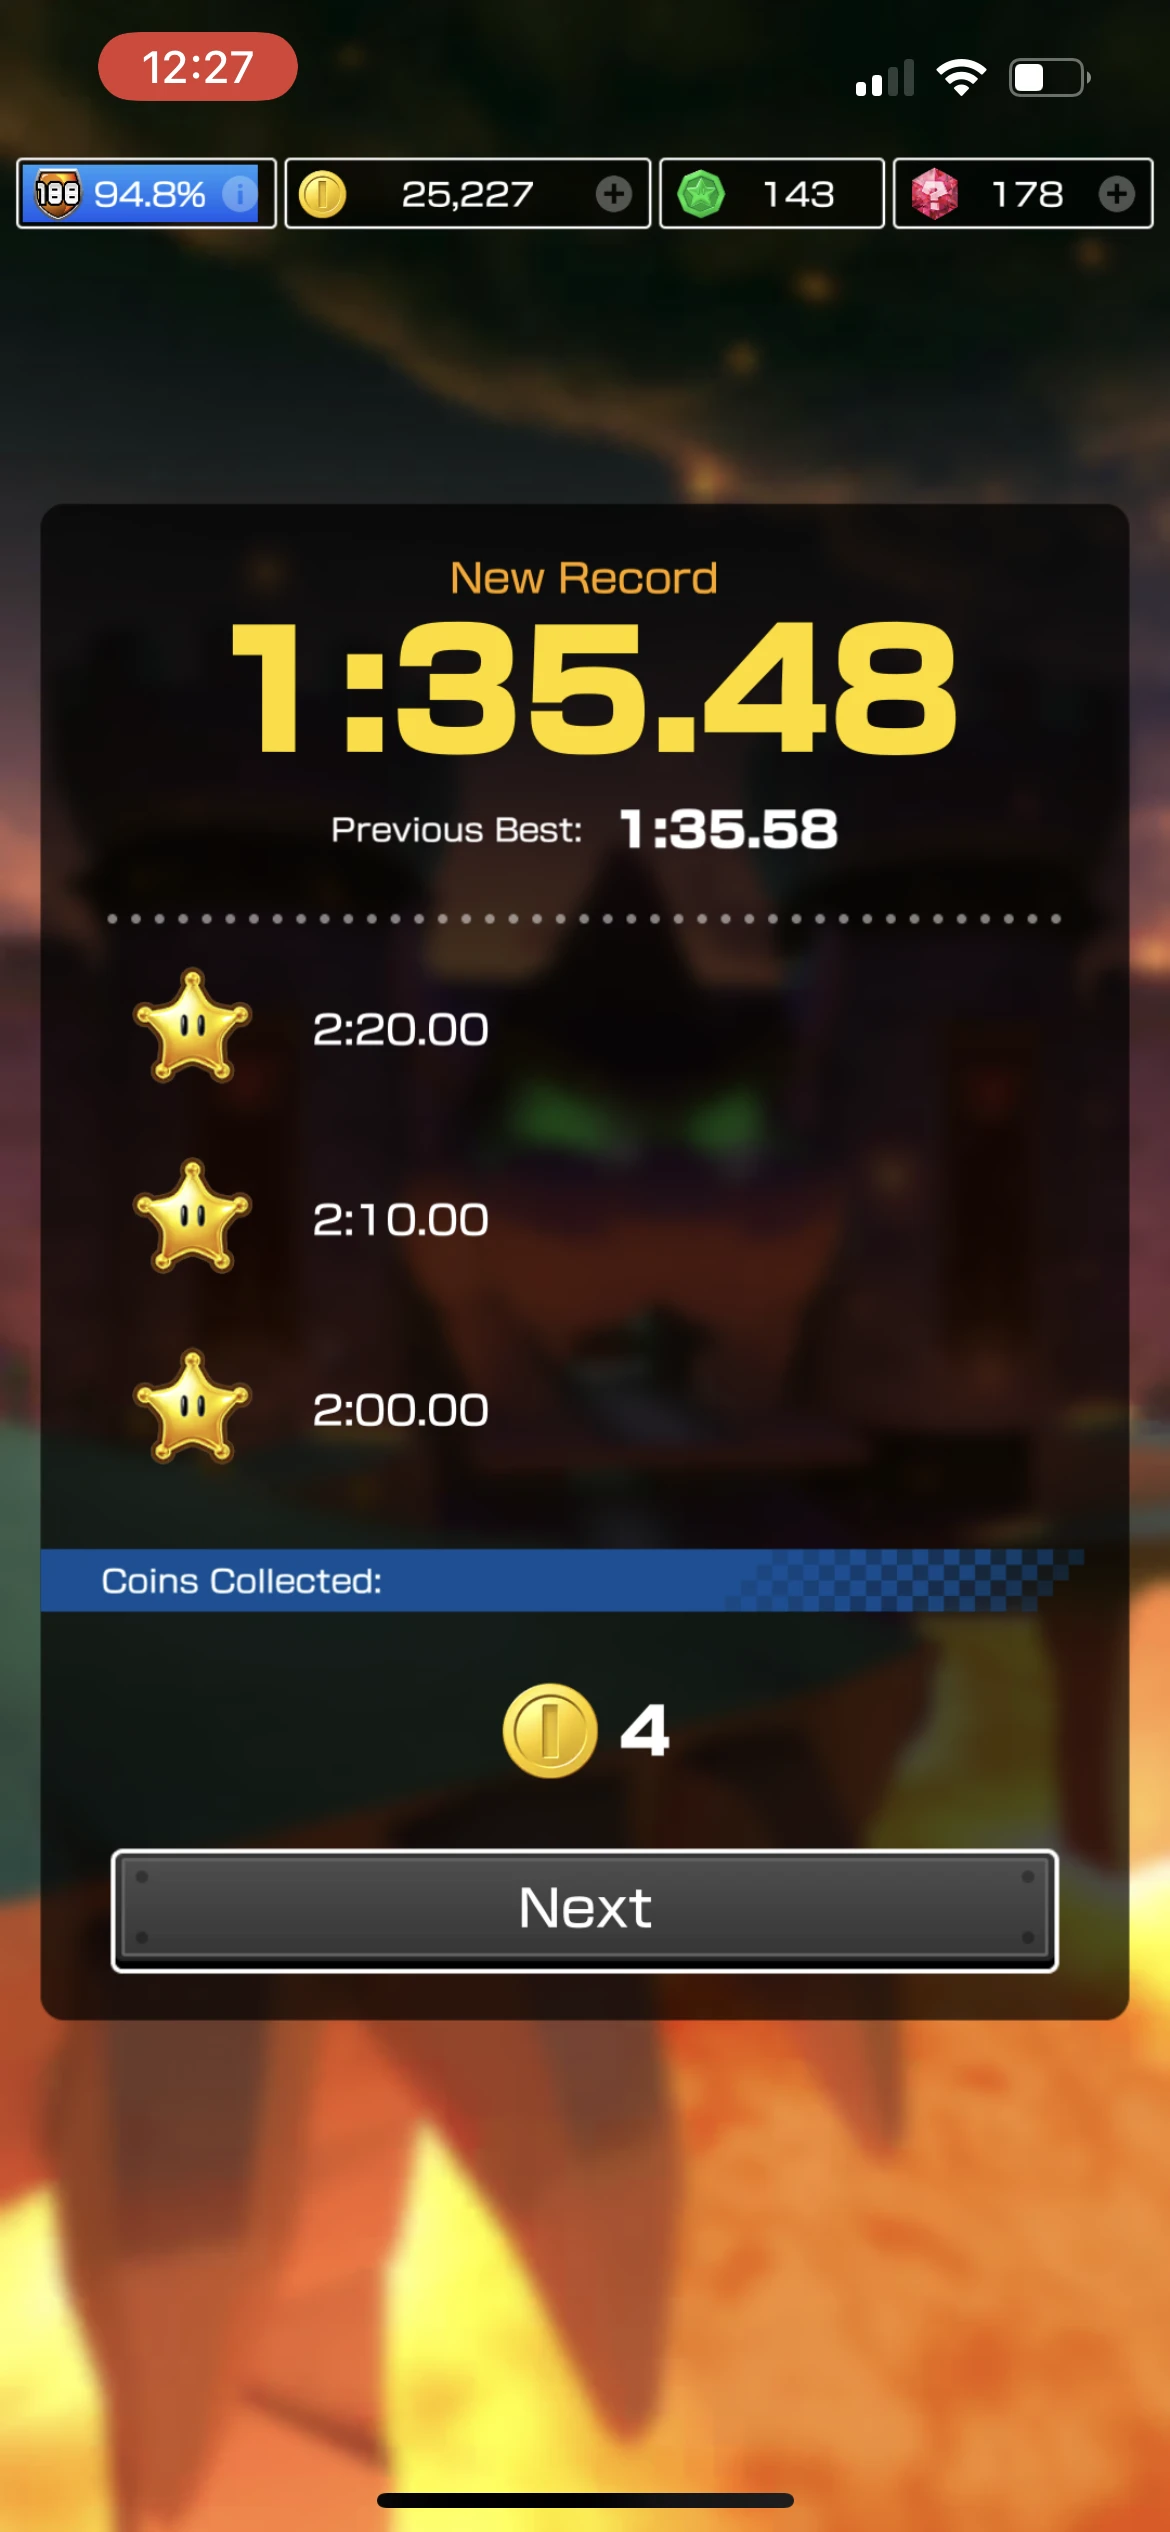 12:27
188 94.8% i 25,227 + 143 ? 178 +
New Record
1:35.48
Previous Best: 1:35.58
2:20.00
2:10.00
2:00.00
Coins Collected:
4
Next